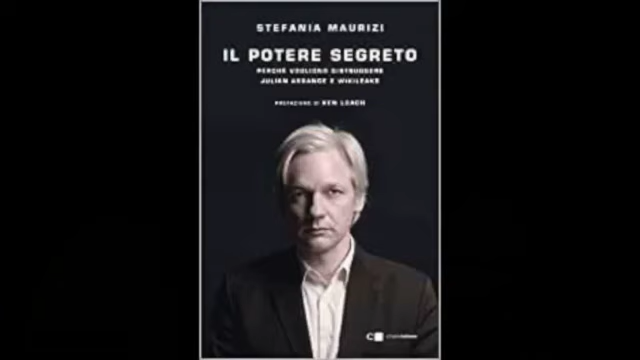 STEFANIA MAURIZI
IL POTERE SEGRETO
PERCHÉ VOGLIONO DISTRUGGERE
JULIAN ASSANGE E WIKILEAKS
PREFAZIONE DI KEN LOACH